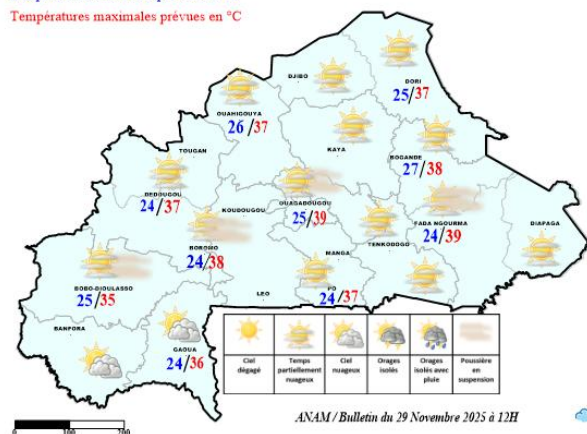 Températures maximales prévues en °C
DJIBO
DORI
25/37
OUAHIGOUYA
26/37
TOUGAN
KAYA
BOGANDE
27/38
DEDOUGOU
24/37
KOUDOUGOU
OUAGADOUGOU
25/39
FADA NGOURMA
24/39
DIAPAGA
TENKODOGO
BOROMO
24/38
MANGA
BOBO-DIOULASSO
25/35
LEO
PO
24/37
BANFORA
GAOUA
24/36
Ciel dégagé
Temps partiellement nuageux
Ciel nuageux
Orages isolés
Orages isolés avec pluie
Poussière en suspension
ANAM / Bulletin du 29 Novembre 2025 à 12H
0 100 200